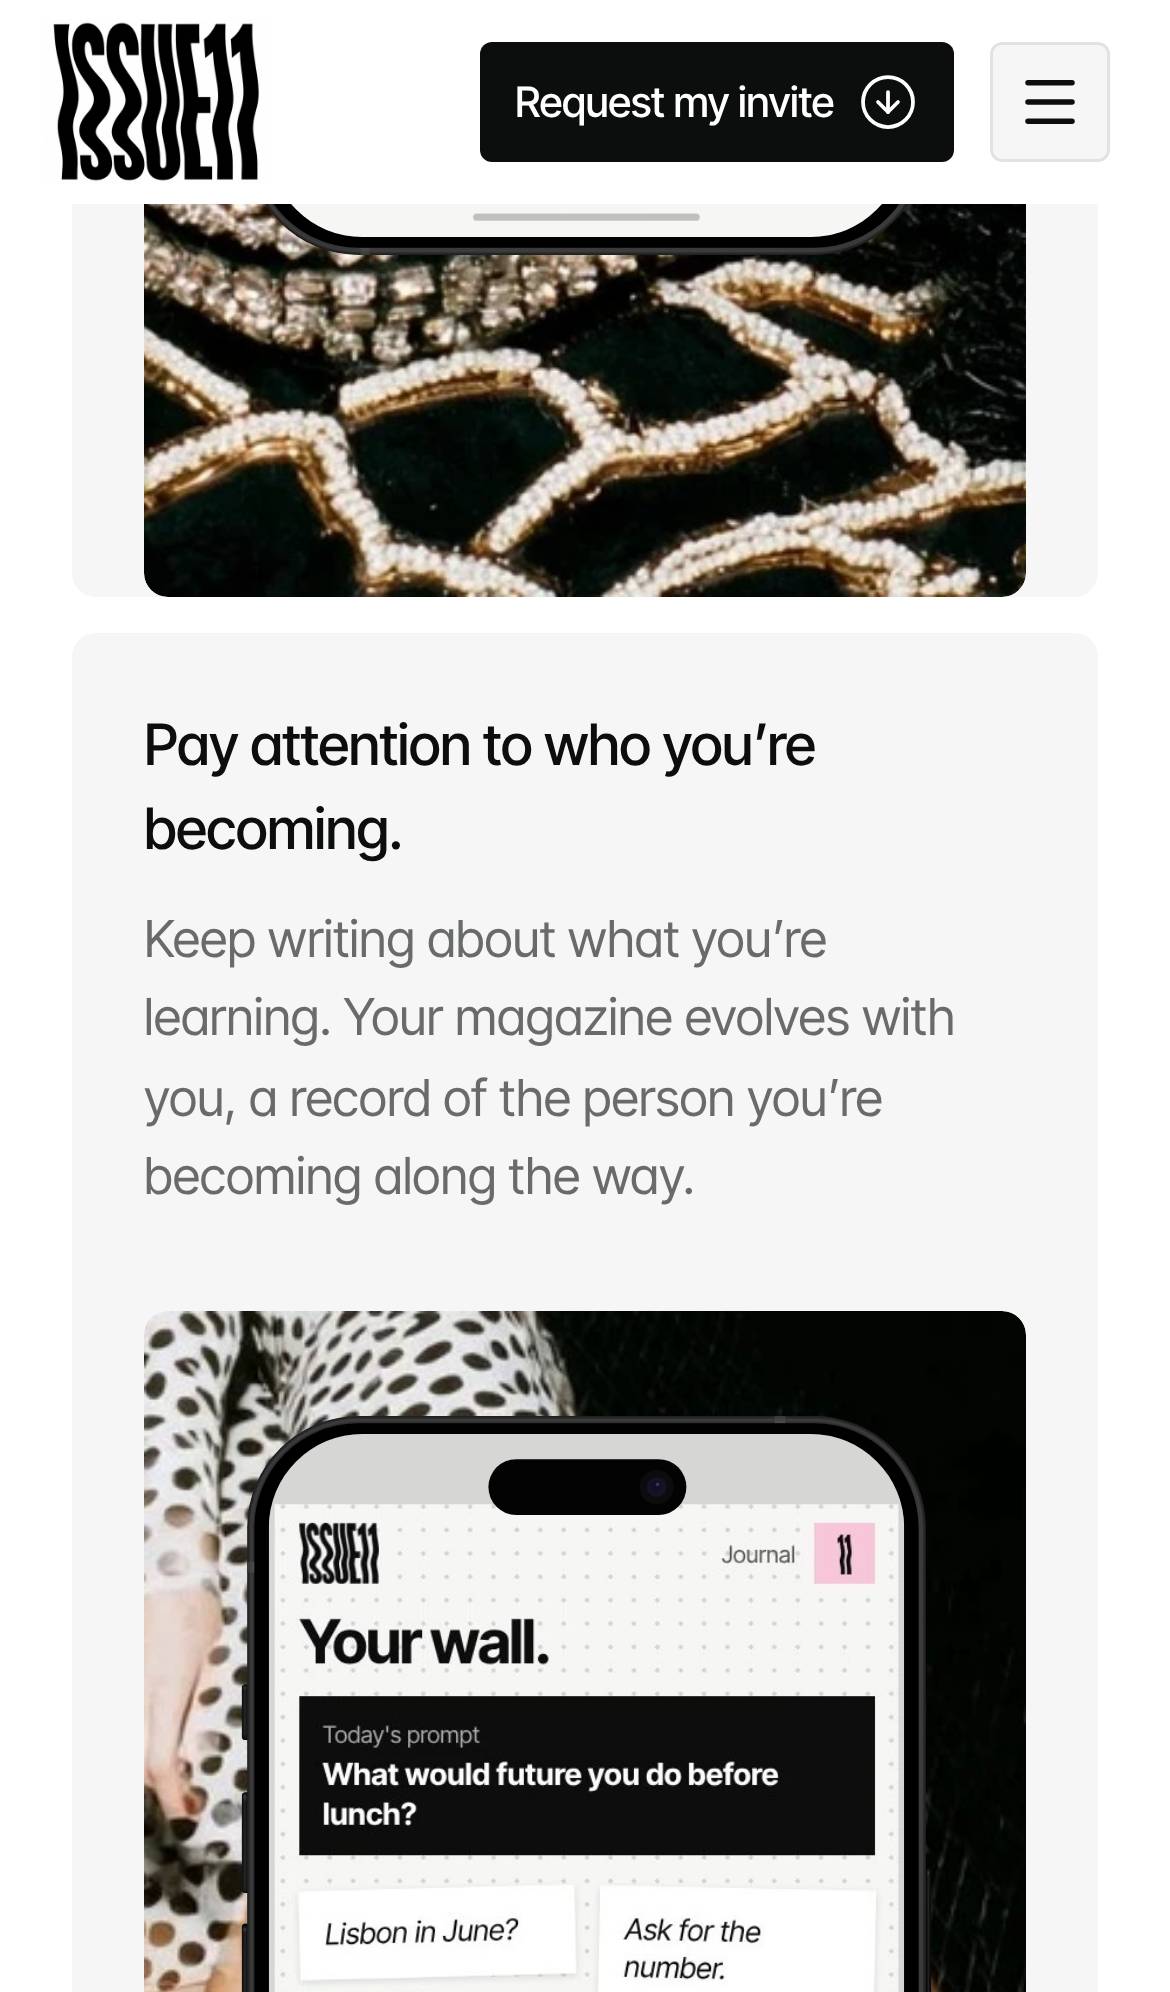 ISSUE11
Request my invite
Pay attention to who you’re
becoming.
Keep writing about what you’re
learning. Your magazine evolves with
you, a record of the person you’re
becoming along the way.
ISSUE11
Journal
11
Your wall.
Today's prompt
What would future you do before
lunch?
Lisbon in June?
Ask for the
number.